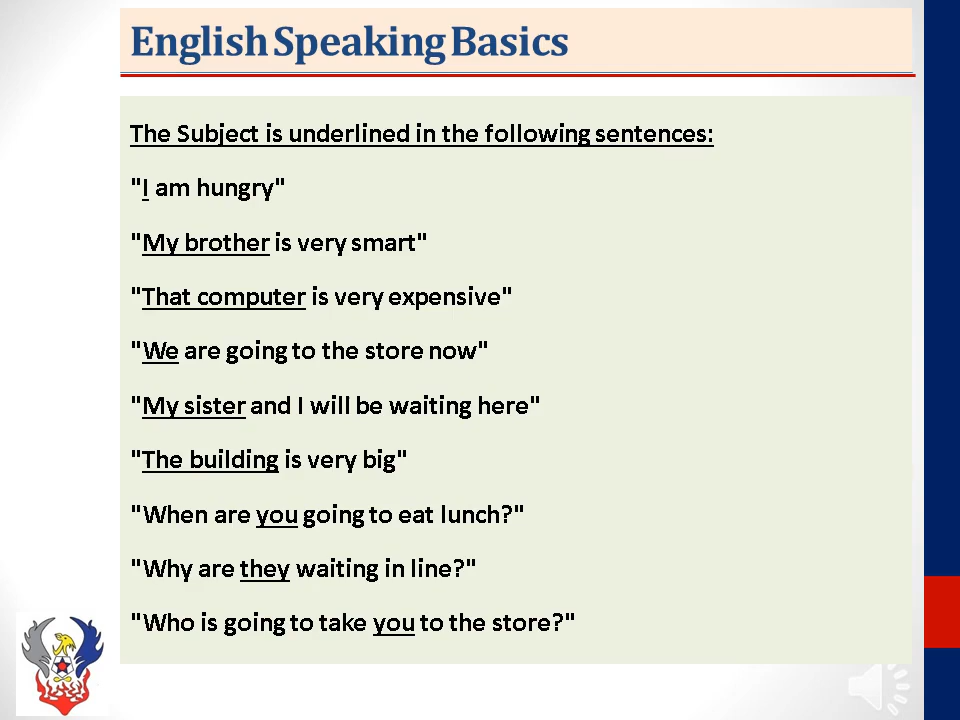 English Speaking Basics
The Subject is underlined in the following sentences:
"I am hungry"
"My brother is very smart"
"That computer is very expensive"
"We are going to the store now"
"My sister and I will be waiting here"
"The building is very big"
"When are you going to eat lunch?"
"Why are they waiting in line?"
"Who is going to take you to the store?"